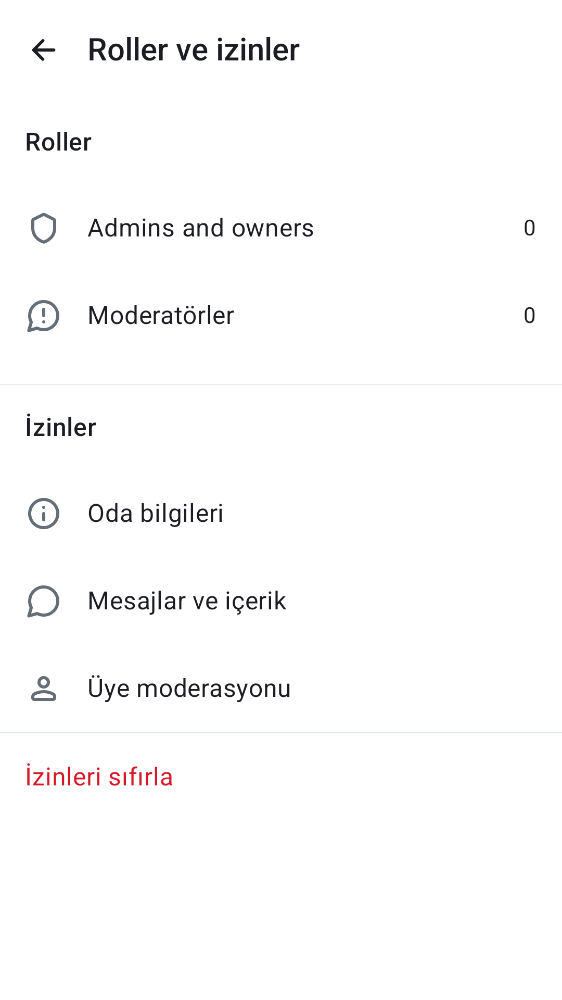 Roller ve izinler
Roller
Admins and owners 0
Moderatörler 0
İzinler
Oda bilgileri
Mesajlar ve içerik
Üye moderasyonu
İzinleri sıfırla